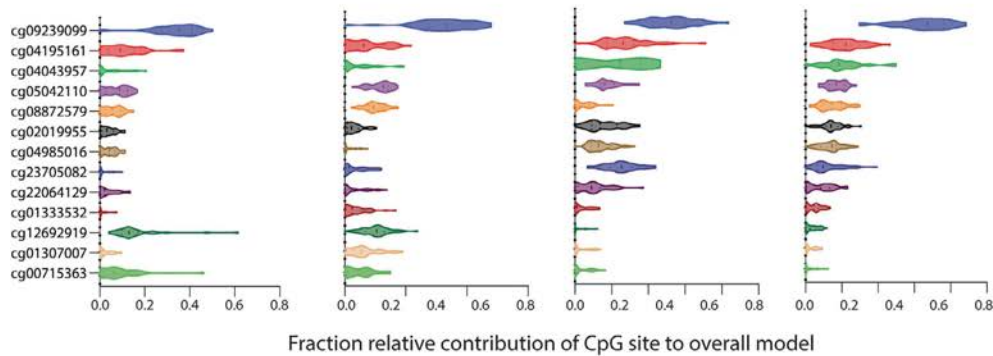 cg09239099
cg04195161
cg04043957
cg05042110
cg08872579
cg02019955
cg04985016
cg23705082
cg22064129
cg01333532
cg12692919
cg01307007
cg00715363
0.0 0.2 0.4 0.6 0.8
0.0 0.2 0.4 0.6 0.8
0.0 0.2 0.4 0.6 0.8
0.0 0.2 0.4 0.6 0.8
Fraction relative contribution of CpG site to overall model